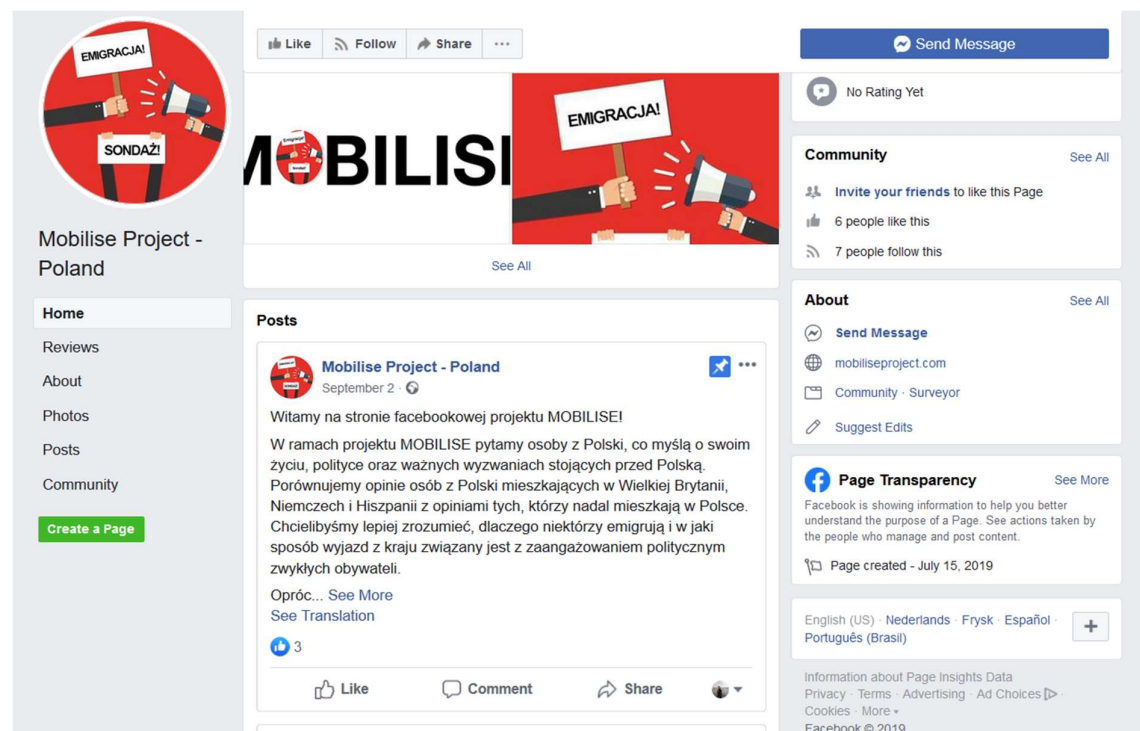 EMIGRACJA!
SONDAŻ!
Mobilise Project -
Poland
Home
Reviews
About
Photos
Posts
Community
Create a Page
Like Follow Share ...
Send Message
MOBILISE
EMIGRACJA!
See All
Posts
Mobilise Project - Poland
September 2 ·
Witamy na stronie facebookowej projektu MOBILISE!
W ramach projektu MOBILISE pytamy osoby z Polski, co myślą o swoim
życiu, polityce oraz ważnych wyzwaniach stojących przed Polską.
Porównujemy opinie osób z Polski mieszkających w Wielkiej Brytanii,
Niemczech i Hiszpanii z opiniami tych, którzy nadal mieszkają w Polsce.
Chcielibyśmy lepiej zrozumieć, dlaczego niektórzy emigrują i w jaki
sposób wyjazd z kraju związany jest z zaangażowaniem politycznym
zwykłych obywateli.
Opróc... See More
See Translation
3
Like Comment Share
No Rating Yet
Community See All
Invite your friends to like this Page
6 people like this
7 people follow this
About See All
Send Message
mobiliseproject.com
Community · Surveyor
Suggest Edits
Page Transparency See More
Facebook is showing information to help you better
understand the purpose of a Page. See actions taken by
the people who manage and post content.
Page created - July 15, 2019
English (US) · Nederlands · Frysk · Español ·
Português (Brasil)
Information about Page Insights Data
Privacy · Terms · Advertising · Ad Choices ·
Cookies · More
Facebook © 2019